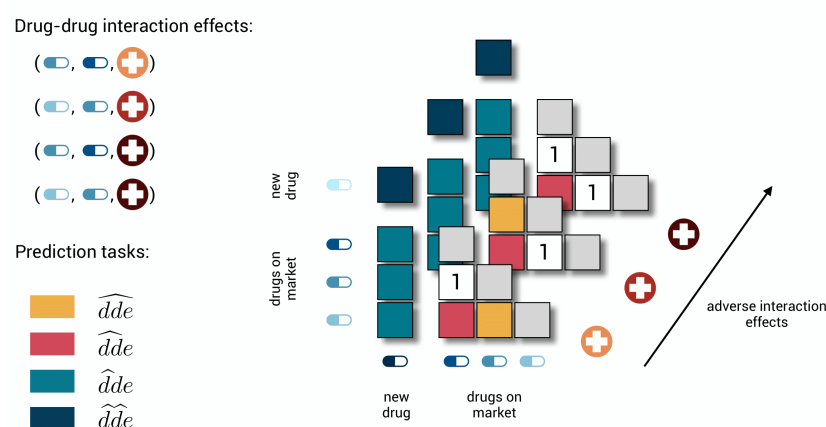 Drug-drug interaction effects:
( , , )
( , , )
( , , )
( , , )
Prediction tasks:
dde
dde
dde
dde
new
drug
drugs on
market
1
1
1
1
new
drug
drugs on
market
adverse interaction
effects